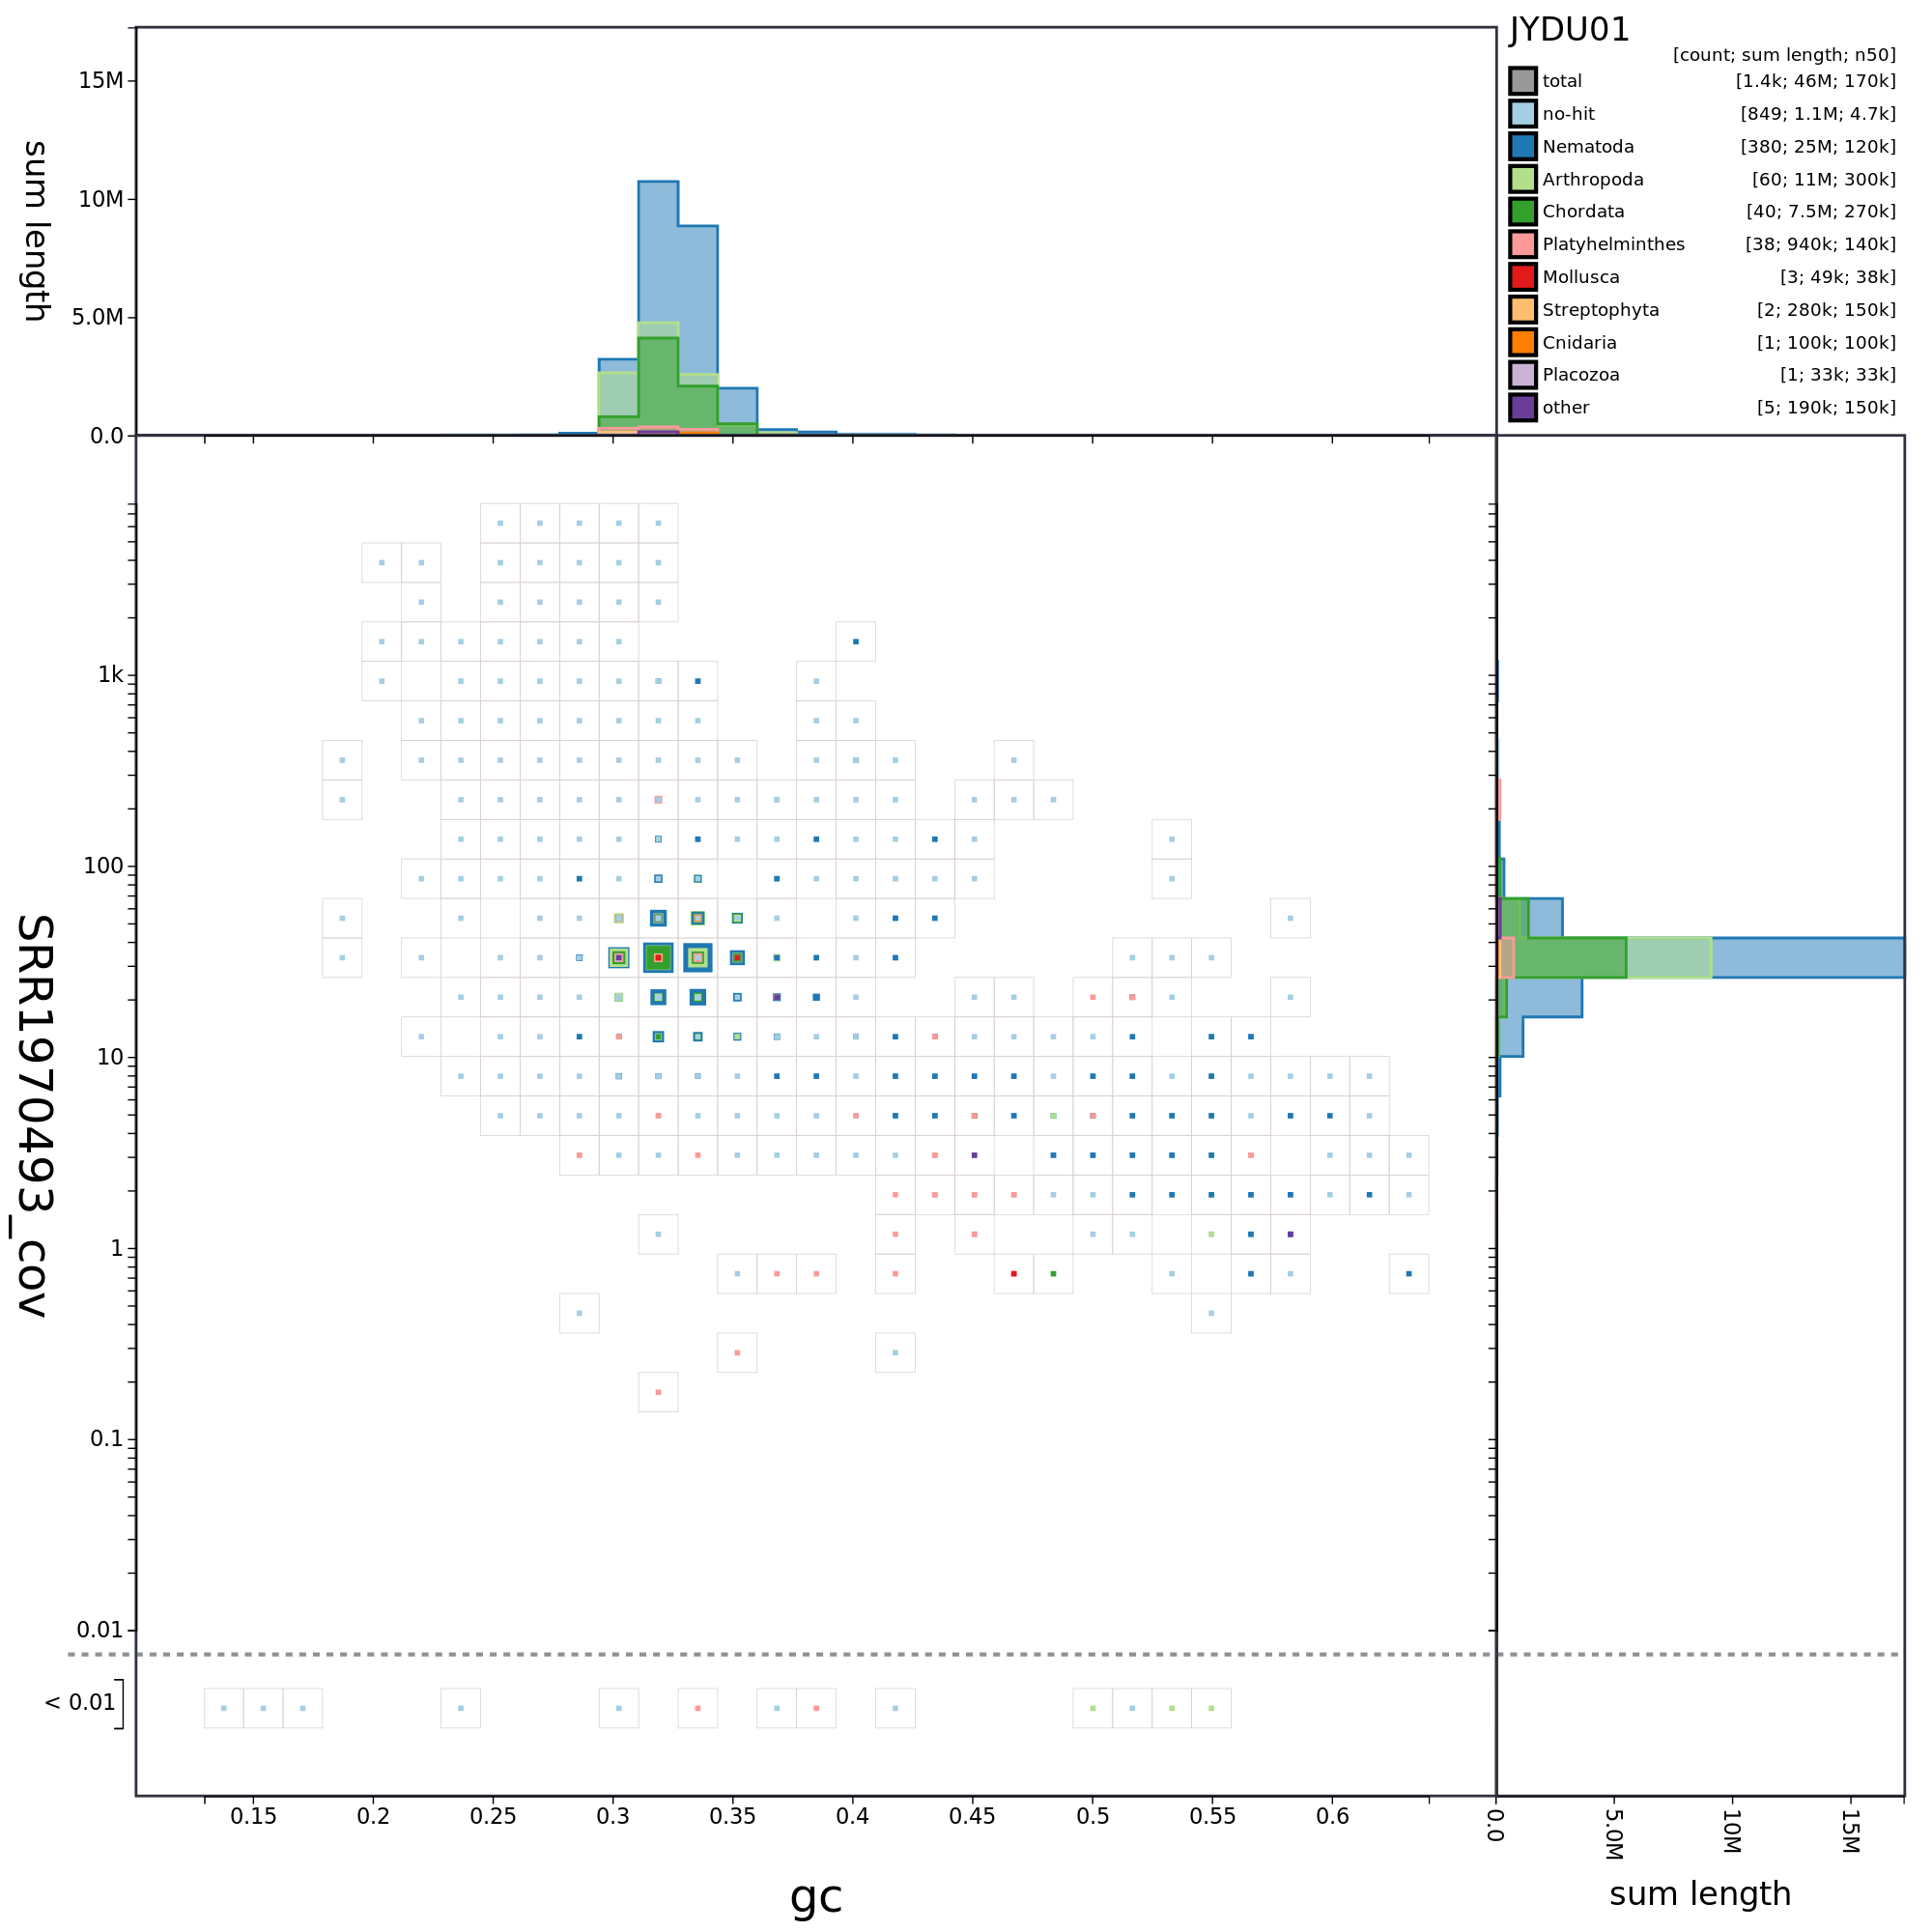 JYDU01
[count; sum length; n50]
total [1.4k; 46M; 170k]
no-hit [849; 1.1M; 4.7k]
Nematoda [380; 25M; 120k]
Arthropoda [60; 11M; 300k]
Chordata [40; 7.5M; 270k]
Platyhelminthes [38; 940k; 140k]
Mollusca [3; 49k; 38k]
Streptophyta [2; 280k; 150k]
Cnidaria [1; 100k; 100k]
Placozoa [1; 33k; 33k]
other [5; 190k; 150k]
sum length
15M
10M
5.0M
0.0
SRR1970493_cov
1k
100
10
1
0.1
0.01
< 0.01
0.15 0.2 0.25 0.3 0.35 0.4 0.45 0.5 0.55 0.6
gc
0.0 5.0M 10M 15M
sum length